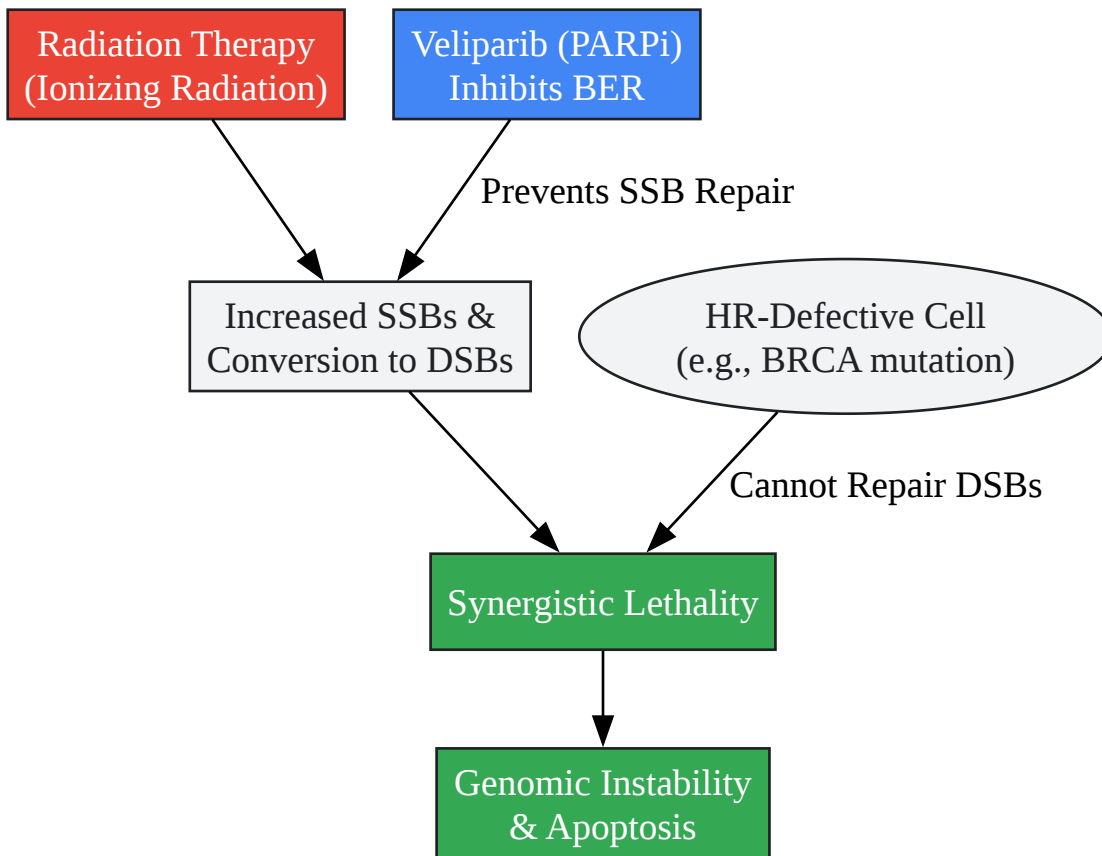 Radiation Therapy
(Ionizing Radiation)
Veliparib (PARPi)
Inhibits BER
Prevents SSB Repair
Increased SSBs &
Conversion to DSBs
HR-Defective Cell
(e.g., BRCA mutation)
Cannot Repair DSBs
Synergistic Lethality
Genomic Instability
& Apoptosis